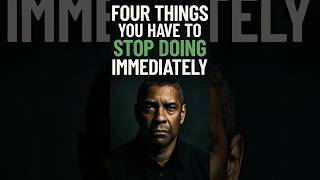 FOUR THINGS
YOU HAVE TO
STOP DOING
IMMEDIATELY